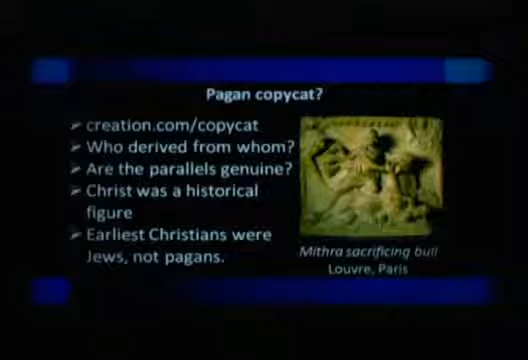 Pagan copycat?
➢ creation.com/copycat
➢ Who derived from whom?
➢ Are the parallels genuine?
➢ Christ was a historical
figure
➢ Earliest Christians were
Jews, not pagans.
Mithra sacrificing bull
Louvre, Paris